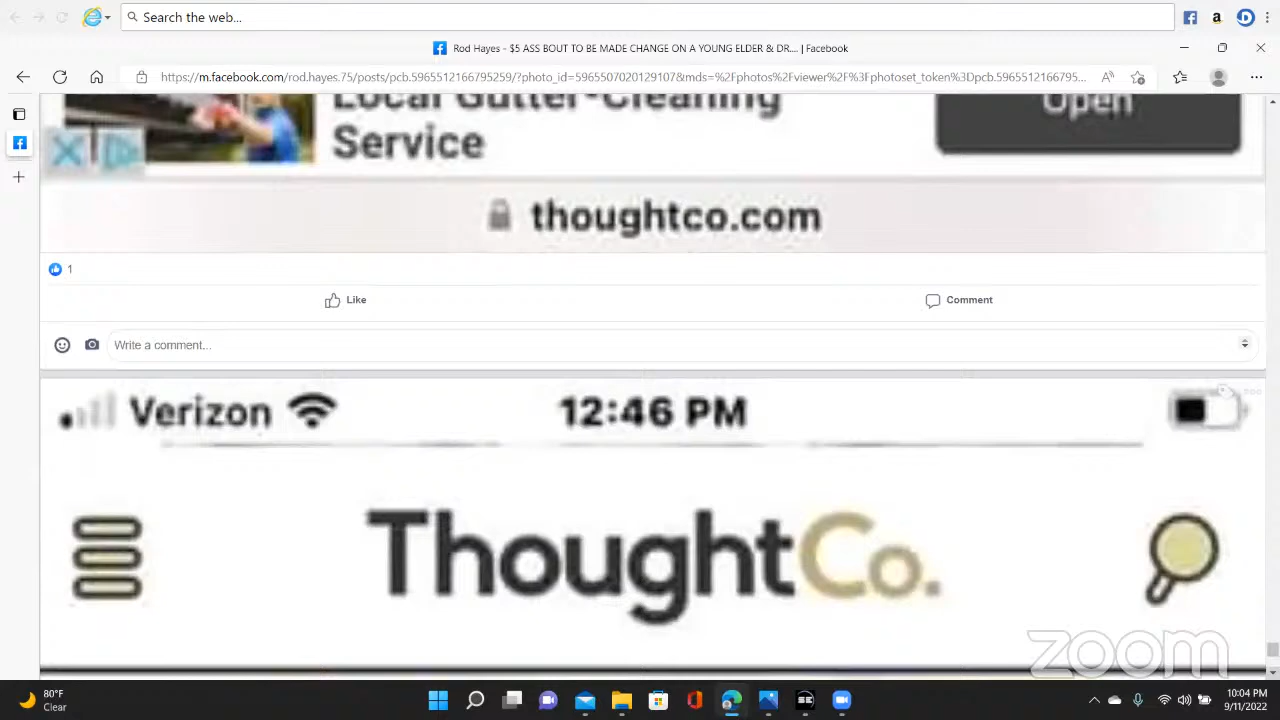 Search the web...
Rod Hayes - $5 ASS BOUT TO BE MADE CHANGE ON A YOUNG ELDER & DR.... | Facebook
https://m.facebook.com/rod.hayes.75/posts/pcb.5965512166795259/?photo_id=5965507020129107&mds=%2Fphotos%2Fviewer%2F%3Fphotoset_token%3Dpcb.5965512166795...
Local Gutter-Cleaning
Service
Open
thoughtco.com
1
Like
Comment
Write a comment...
Verizon
12:46 PM
ThoughtCo.
zoom
80°F
Clear
10:04 PM
9/11/2022